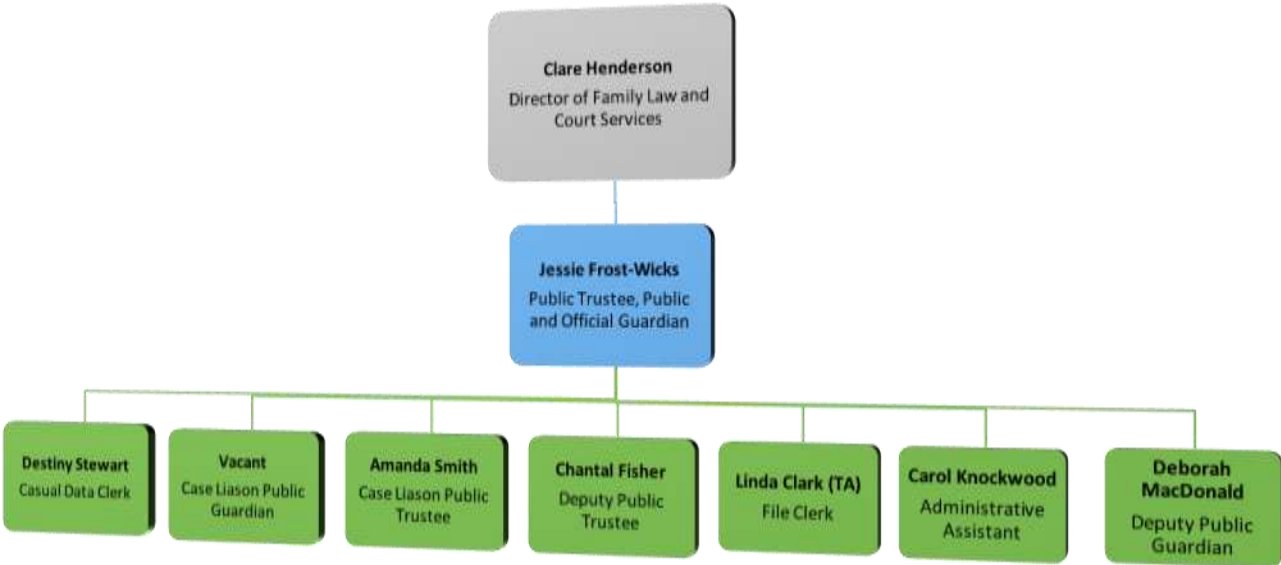 Clare Henderson
Director of Family Law and
Court Services
Jessie Frost-Wicks
Public Trustee, Public
and Official Guardian
Destiny Stewart
Casual Data Clerk
Vacant
Case Liason Public
Guardian
Amanda Smith
Case Liason Public
Trustee
Chantal Fisher
Deputy Public
Trustee
Linda Clark (TA)
File Clerk
Carol Knockwood
Administrative
Assistant
Deborah
MacDonald
Deputy Public
Guardian